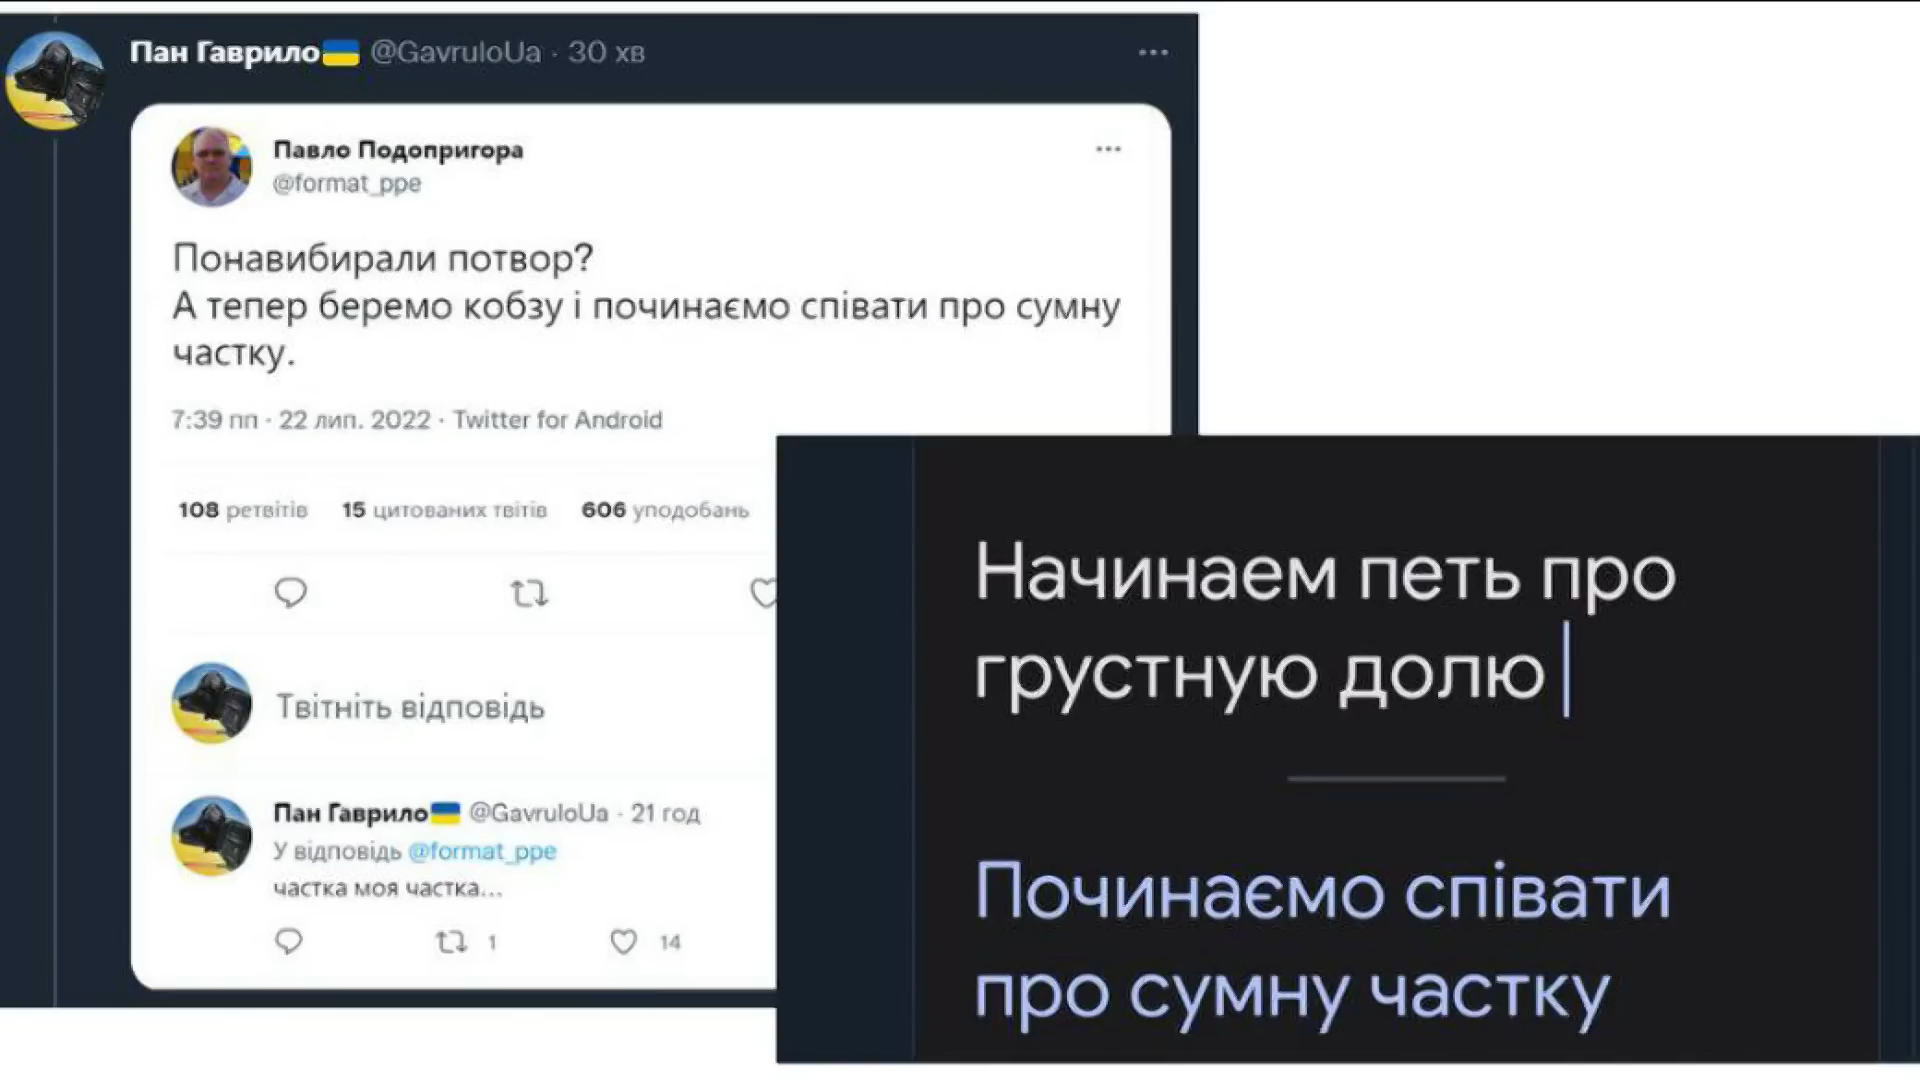 Пан Гаврило🇺🇦 @GavruloUa · 30 хв
Павло Подопригора
@format_ppe
Понавибирали потвор?
А тепер беремо кобзу і починаємо співати про сумну
частку.
7:39 пп · 22 лип. 2022 · Twitter for Android
108 ретвітів 15 цитованих твітів 606 уподобань
Твітніть відповідь
Пан Гаврило🇺🇦 @GavruloUa · 21 год
У відповідь @format_ppe
частка моя частка...
1 14
Начинаем петь про
грустную долю
Починаємо співати
про сумну частку